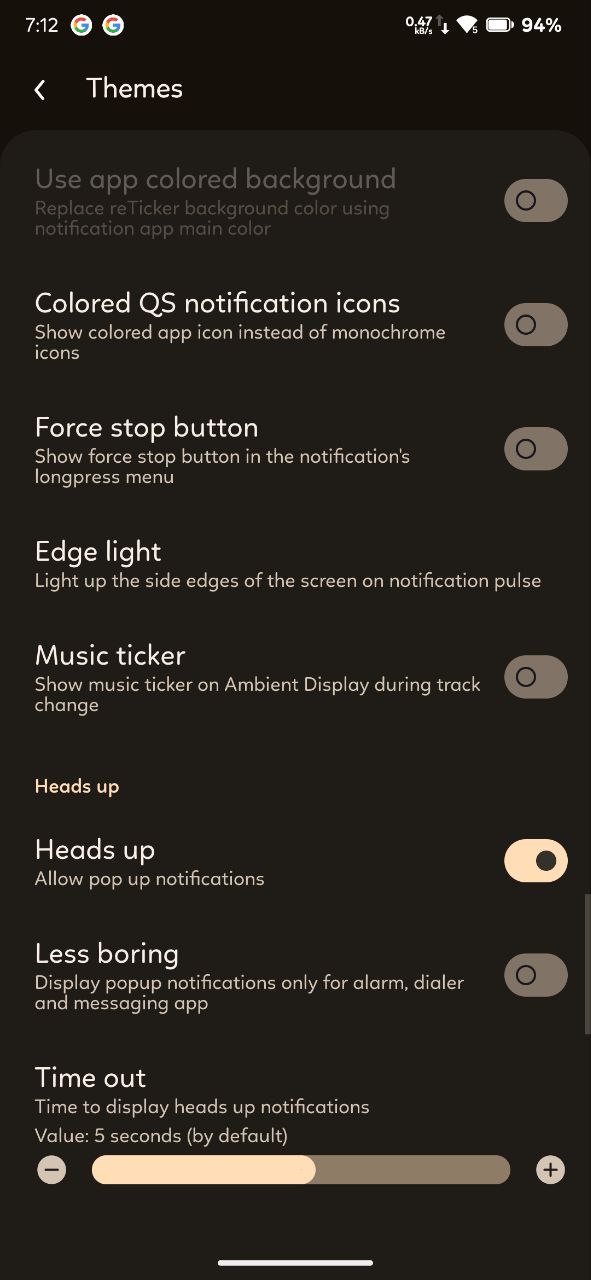 7:12
0.47
kB/s
5
94%
Themes
Use app colored background
Replace reTicker background color using
notification app main color
Colored QS notification icons
Show colored app icon instead of monochrome
icons
Force stop button
Show force stop button in the notification's
longpress menu
Edge light
Light up the side edges of the screen on notification pulse
Music ticker
Show music ticker on Ambient Display during track
change
Heads up
Heads up
Allow pop up notifications
Less boring
Display popup notifications only for alarm, dialer
and messaging app
Time out
Time to display heads up notifications
Value: 5 seconds (by default)